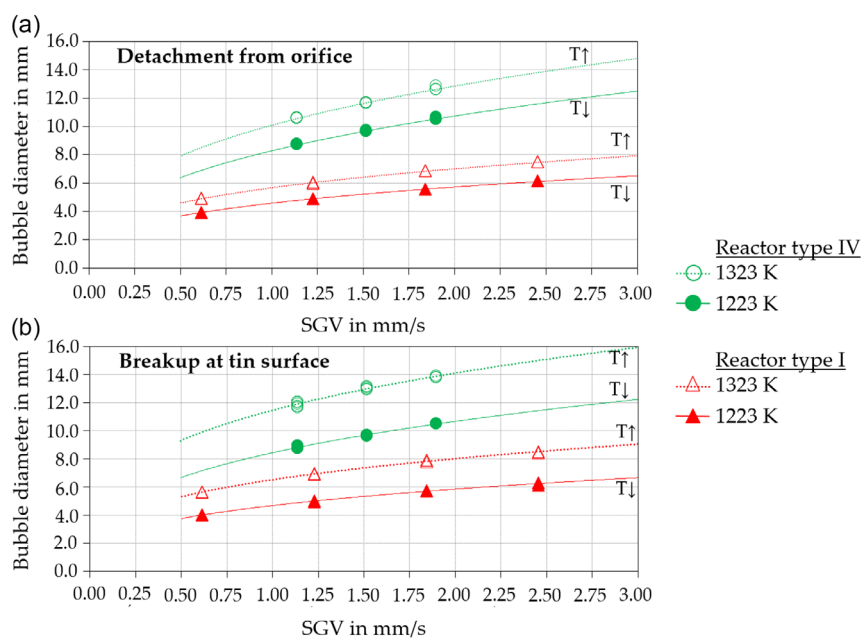 (a)
16.0
Detachment from orifice
T↑
14.0
12.0
T↓
10.0
8.0
T↑
6.0
4.0
T↓
2.0
0.0
Bubble diameter in mm
0.00 0.25 0.50 0.75 1.00 1.25 1.50 1.75 2.00 2.25 2.50 2.75 3.00
SGV in mm/s
Reactor type IV
1323 K
1223 K
Reactor type I
1323 K
1223 K
(b)
16.0
Breakup at tin surface
T↑
14.0
12.0
T↓
10.0
T↑
8.0
6.0
T↓
4.0
2.0
0.0
Bubble diameter in mm
0.00 0.25 0.50 0.75 1.00 1.25 1.50 1.75 2.00 2.25 2.50 2.75 3.00
SGV in mm/s